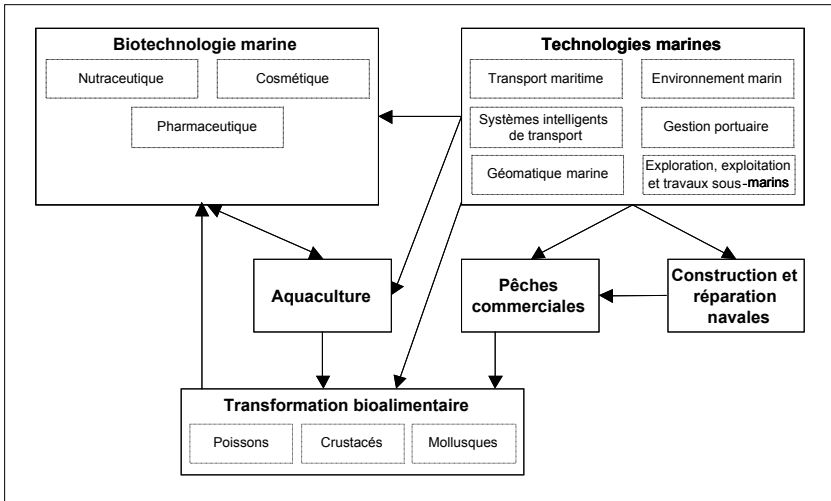 Biotechnologie marine
Nutraceutique
Cosmétique
Pharmaceutique
Technologies marines
Transport maritime
Environnement marin
Systèmes intelligents
de transport
Gestion portuaire
Géomatique marine
Exploration, exploitation
et travaux sous-marins
Aquaculture
Pêches
commerciales
Construction et
réparation
navales
Transformation bioalimentaire
Poissons
Crustacés
Mollusques